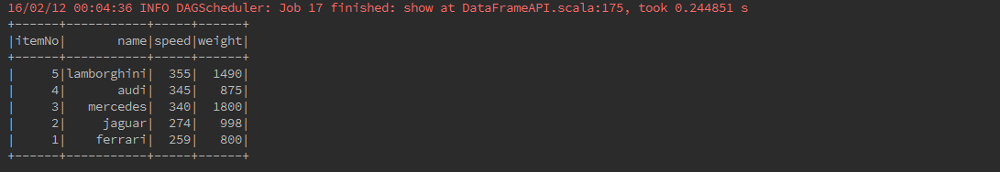 16/02/12 00:04:36 INFO DAGScheduler: Job 17 finished: show at DataFrameAPI.scala:175, took 0.244851 s
+------+-----------+-----+------+
|itemNo|       name|speed|weight|
+------+-----------+-----+------+
|     5|lamborghini|  355|  1490|
|     4|       audi|  345|   875|
|     3|   mercedes|  340|  1800|
|     2|     jaguar|  274|   998|
|     1|    ferrari|  259|   800|
+------+-----------+-----+------+